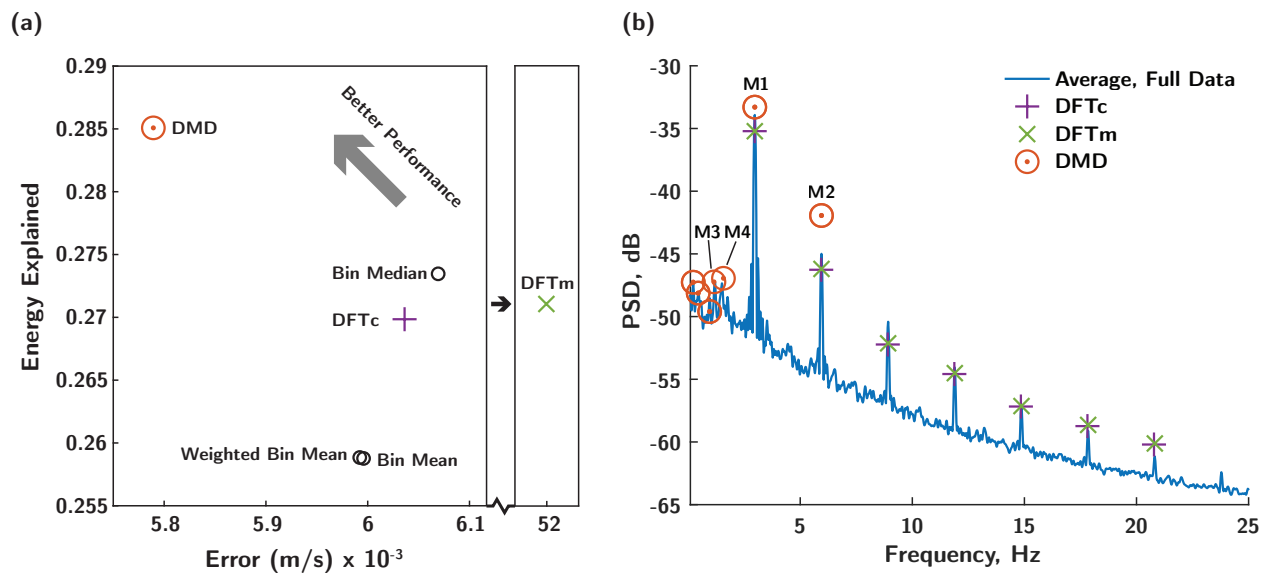 (a)
0.29
0.285
0.28
0.275
0.27
0.265
0.26
0.255
Energy Explained
5.8
5.9
6
6.1
52
Error (m/s) x 10-3
DMD
Better Performance
Bin Median
DFTc
DFTm
Weighted Bin Mean
Bin Mean
(b)
-30
-35
-40
-45
-50
-55
-60
-65
PSD, dB
5
10
15
20
25
Frequency, Hz
M1
M2
M3
M4
Average, Full Data
DFTc
DFTm
DMD